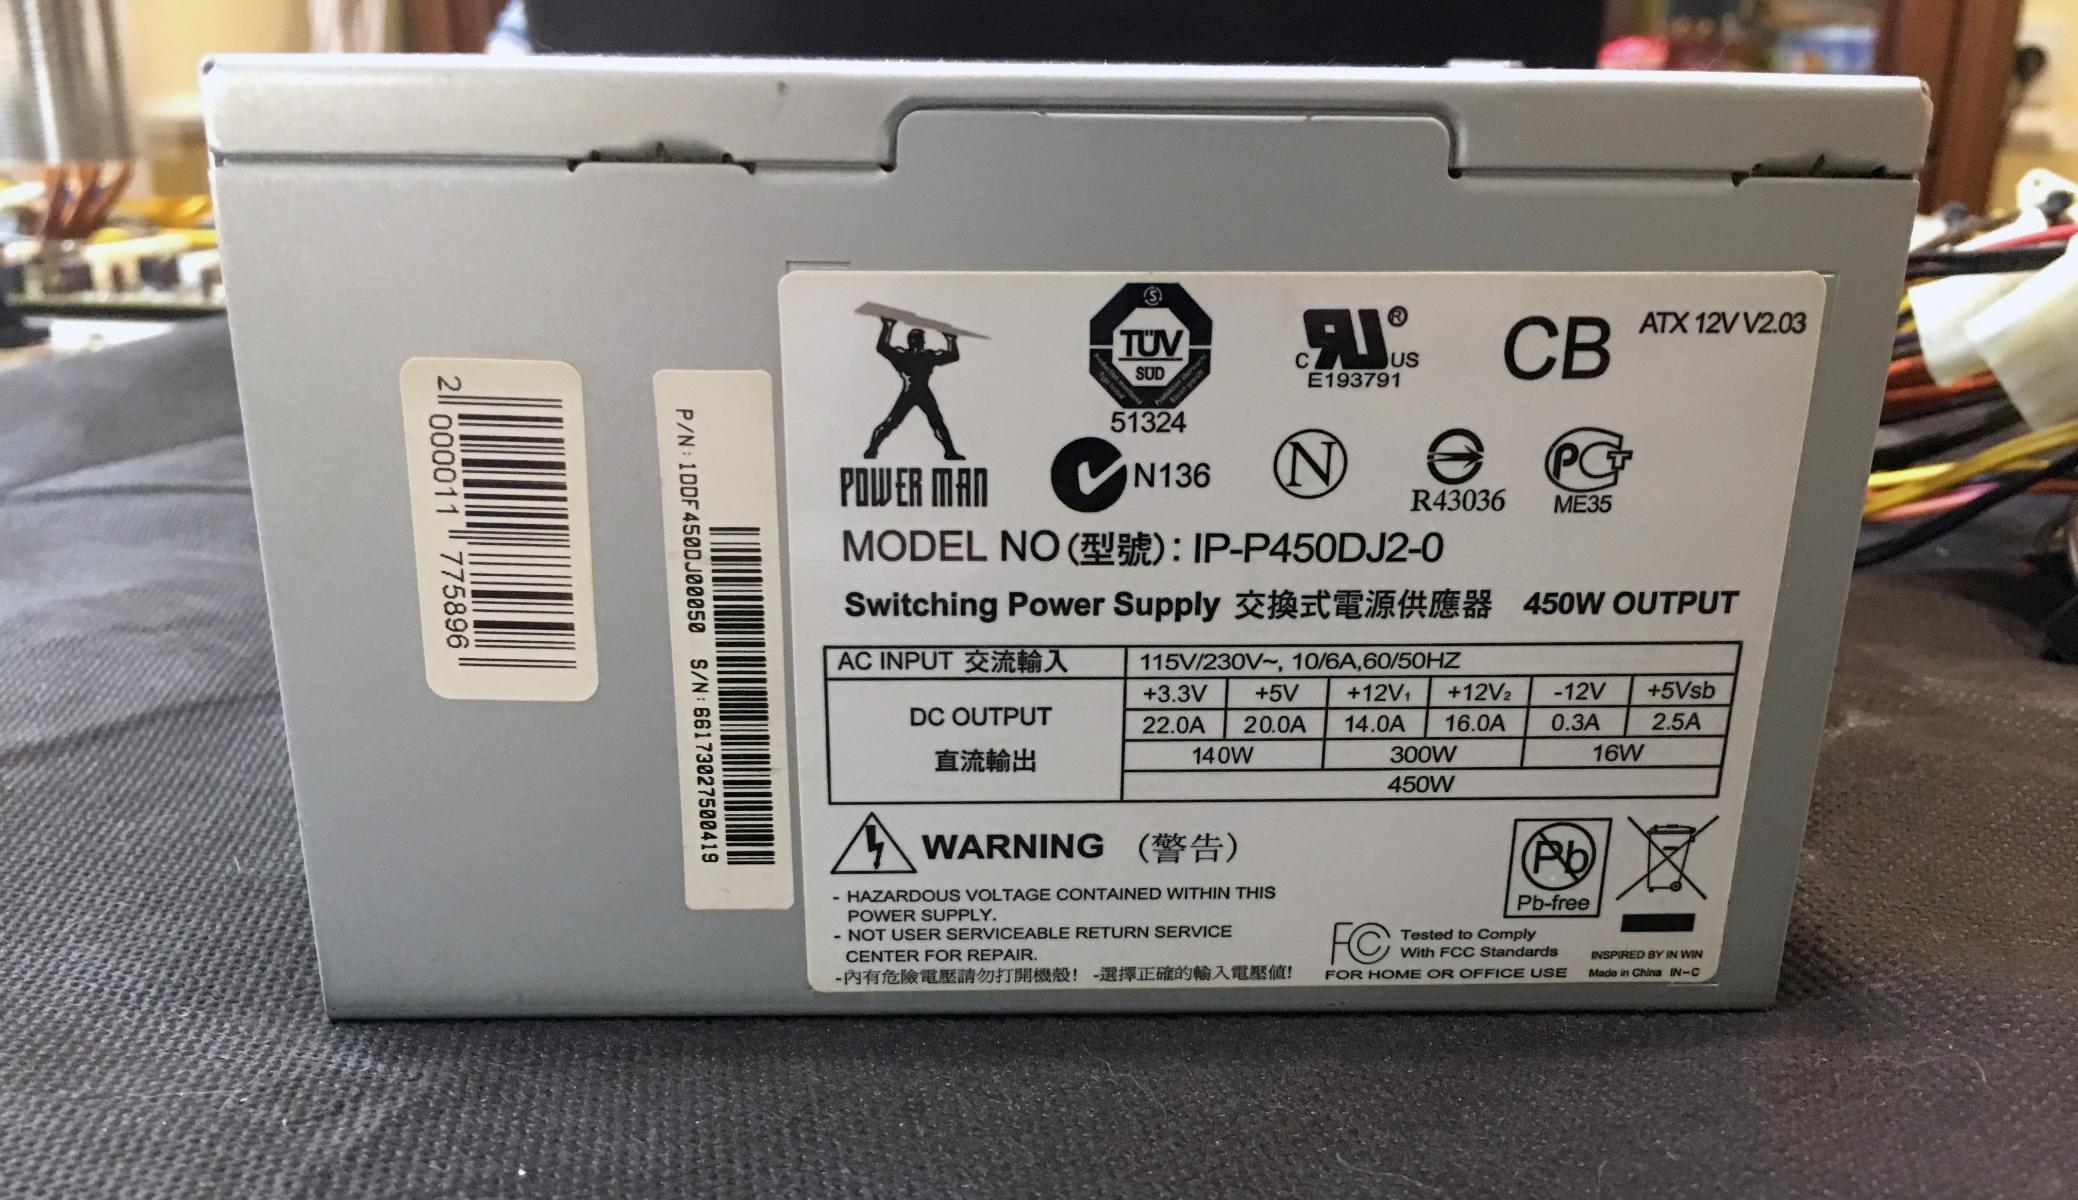 2 000011 775896
P/N:1DDF450DJ00050 S/N:66173027500419
POWER MAN
S
TÜV
SÜD
51324
C US ®
E193791
CB
ATX 12V V2.03
N136
N
R43036
PCT
ME35
MODEL NO (型號): IP-P450DJ2-0
Switching Power Supply 交換式電源供應器 450W OUTPUT
AC INPUT 交流輸入 115V/230V~, 10/6A,60/50HZ
DC OUTPUT
直流輸出
+3.3V +5V +12V₁ +12V₂ -12V +5Vsb
22.0A 20.0A 14.0A 16.0A 0.3A 2.5A
140W 300W 16W
450W
WARNING (警告)
- HAZARDOUS VOLTAGE CONTAINED WITHIN THIS
POWER SUPPLY.
- NOT USER SERVICEABLE RETURN SERVICE
CENTER FOR REPAIR.
-內有危險電壓請勿打開機殼! -選擇正確的輸入電壓值!
Pb
Pb-free
FC Tested to Comply
With FCC Standards
FOR HOME OR OFFICE USE
INSPIRED BY IN WIN
Made in China IN-C